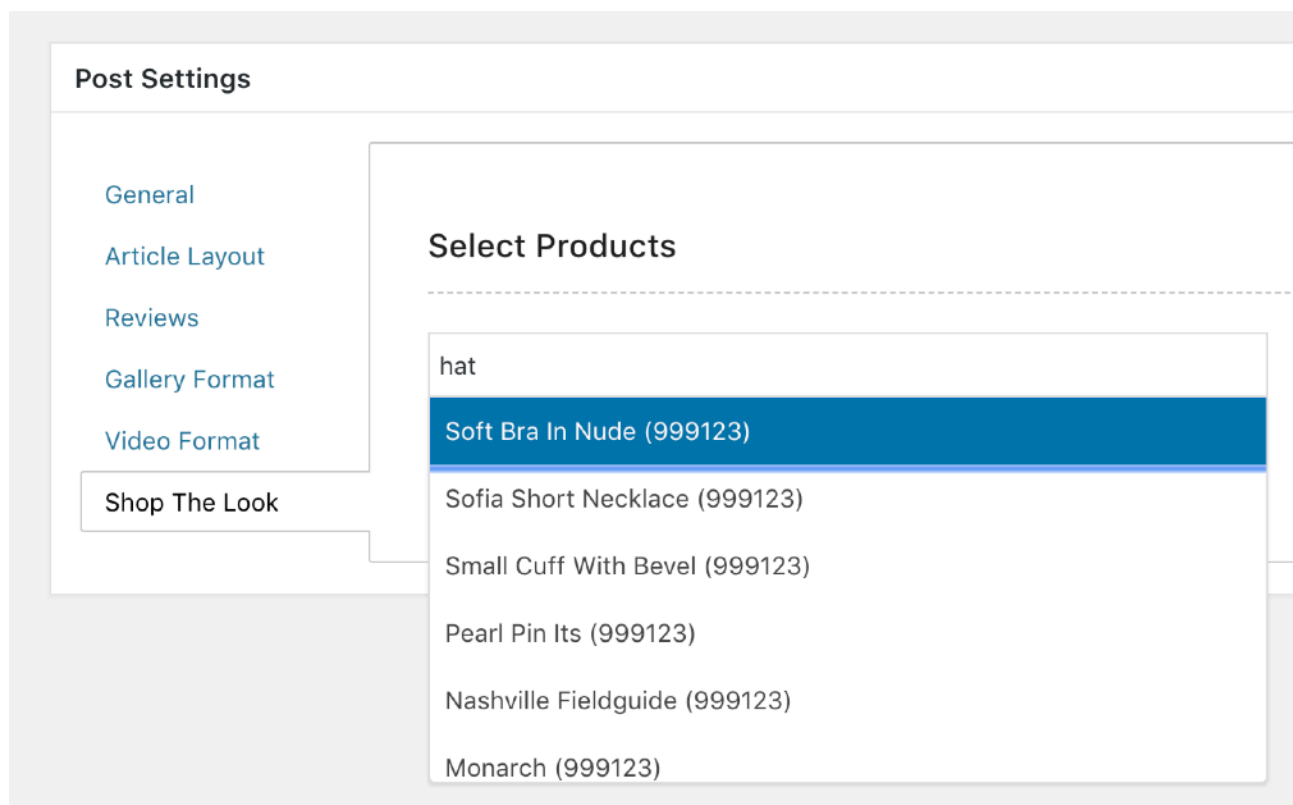 Post Settings
General
Article Layout
Reviews
Gallery Format
Video Format
Shop The Look
Select Products
hat
Soft Bra In Nude (999123)
Sofia Short Necklace (999123)
Small Cuff With Bevel (999123)
Pearl Pin Its (999123)
Nashville Fieldguide (999123)
Monarch (999123)